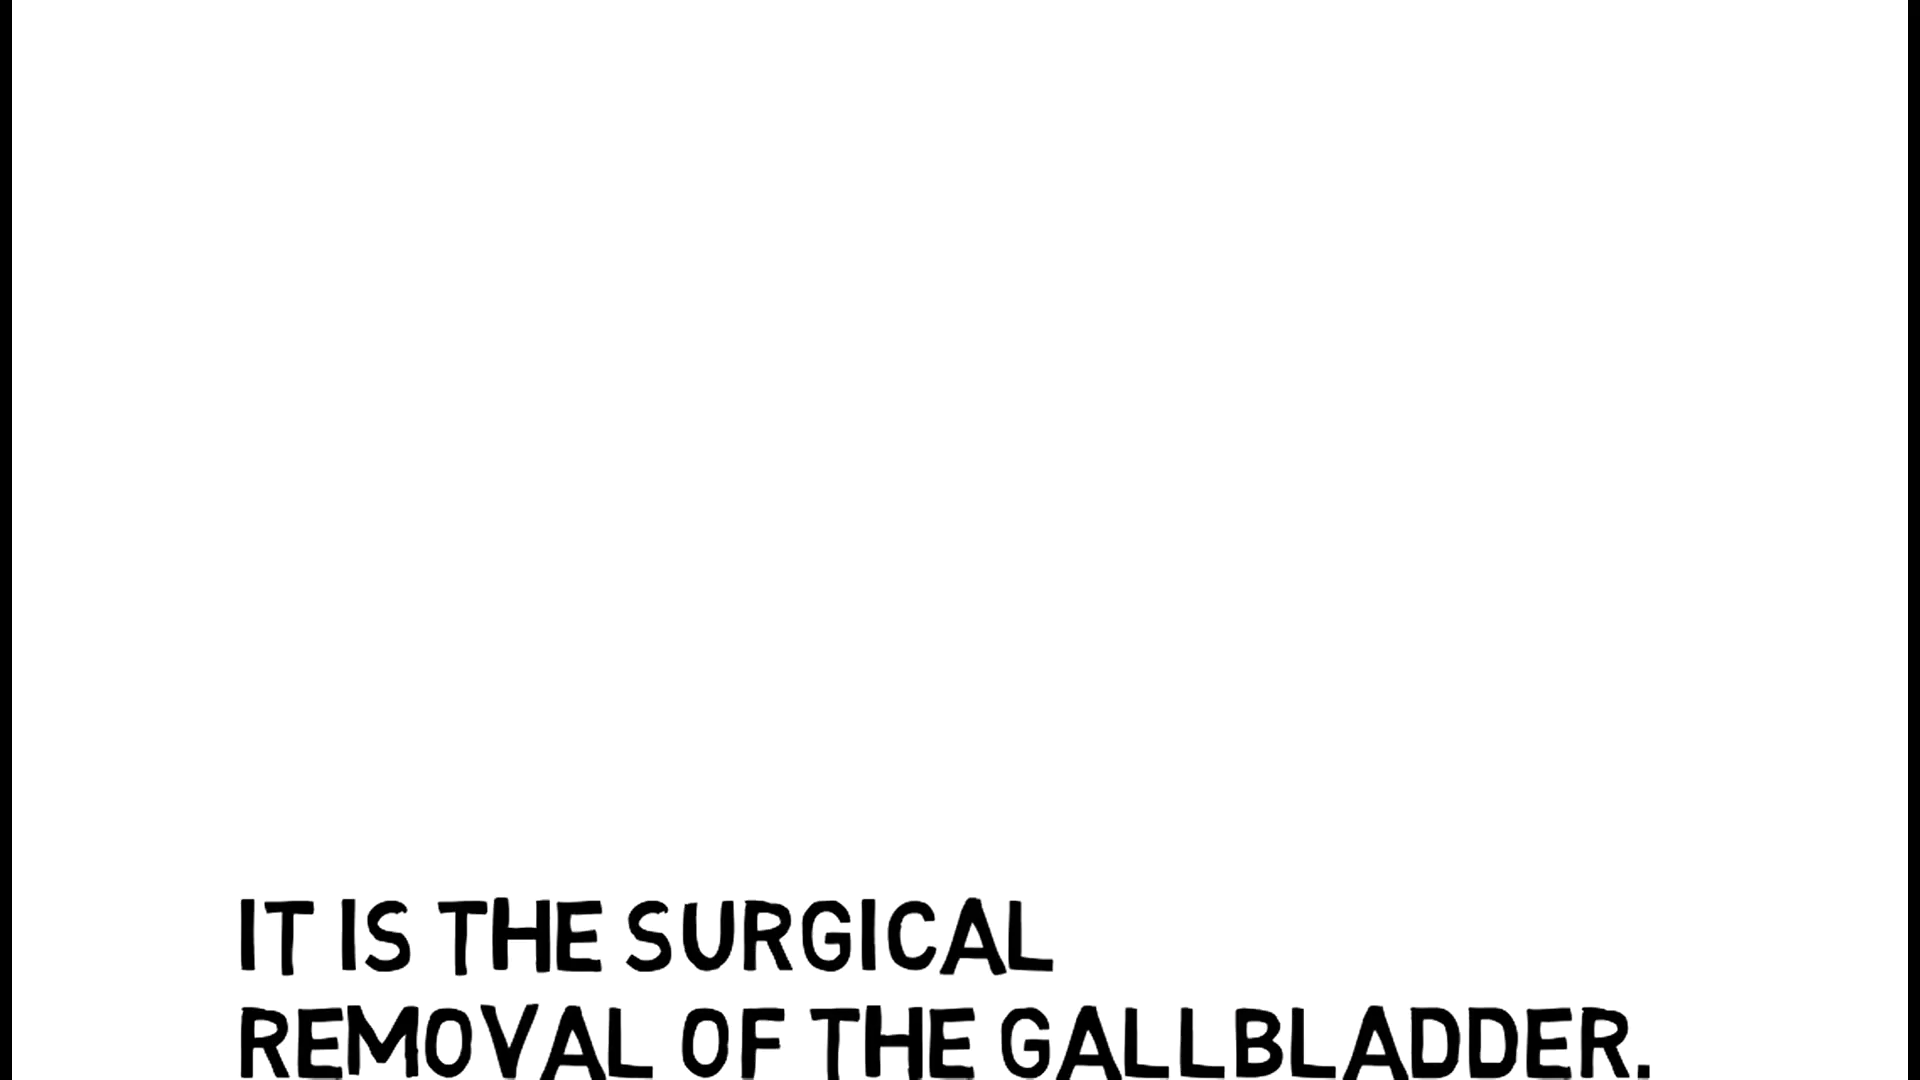 IT IS THE SURGICAL
REMOVAL OF THE GALLBLADDER.